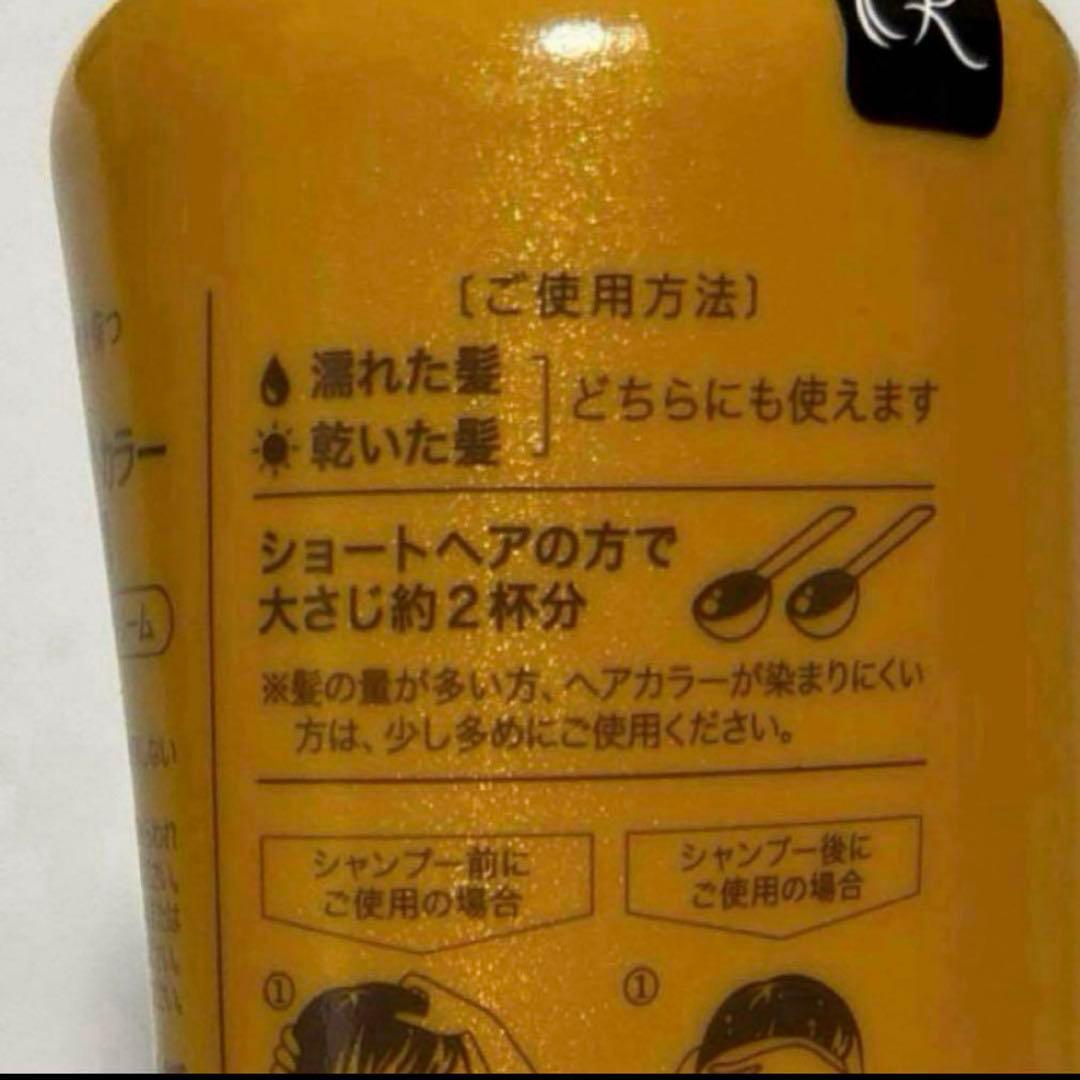 〔ご使用方法〕
濡れた髪
乾いた髪
どちらにも使えます
ショートヘアの方で
大さじ約2杯分
※髪の量が多い方、ヘアカラーが染まりにくい
方は、少し多めにご使用ください。
シャンプー前に
ご使用の場合
シャンプー後に
ご使用の場合
①
①
カラー